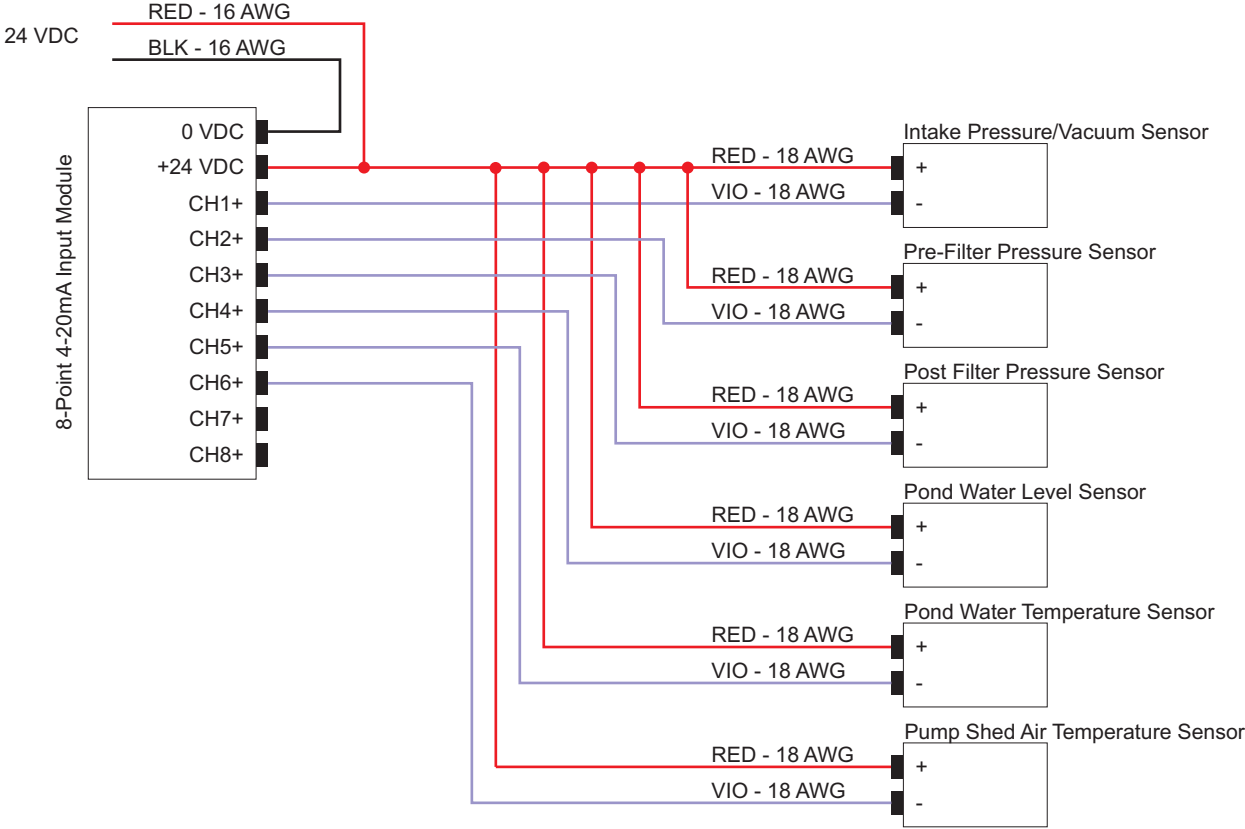 RED - 16 AWG
24 VDC
BLK - 16 AWG
8-Point 4-20mA Input Module
0 VDC
+24 VDC
CH1+
CH2+
CH3+
CH4+
CH5+
CH6+
CH7+
CH8+
Intake Pressure/Vacuum Sensor
RED - 18 AWG
+
VIO - 18 AWG
-
Pre-Filter Pressure Sensor
RED - 18 AWG
+
VIO - 18 AWG
-
Post Filter Pressure Sensor
RED - 18 AWG
+
VIO - 18 AWG
-
Pond Water Level Sensor
RED - 18 AWG
+
VIO - 18 AWG
-
Pond Water Temperature Sensor
RED - 18 AWG
+
VIO - 18 AWG
-
Pump Shed Air Temperature Sensor
RED - 18 AWG
+
VIO - 18 AWG
-